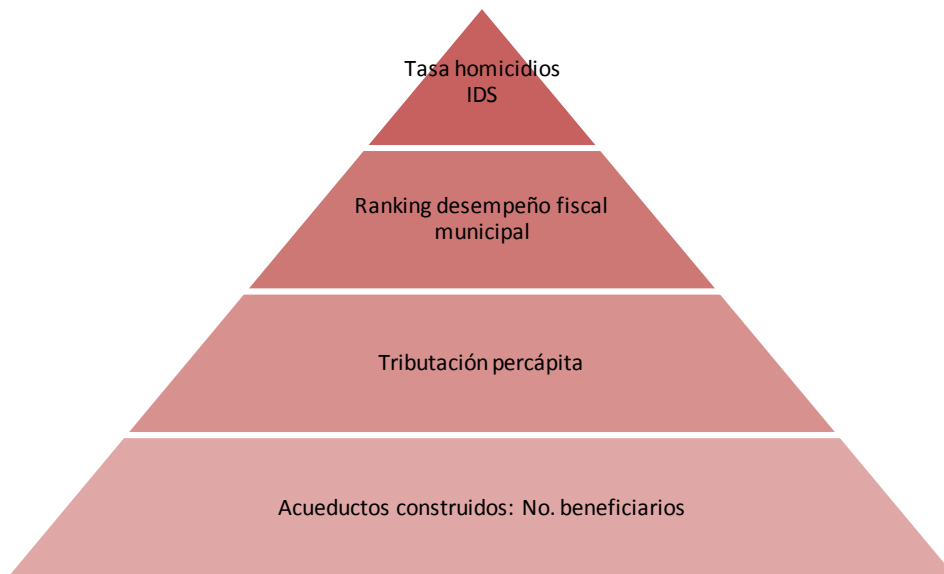 Tasa homicidios
IDS
Ranking desempeño fiscal
municipal
Tributación percápita
Acueductos construidos: No. beneficiarios